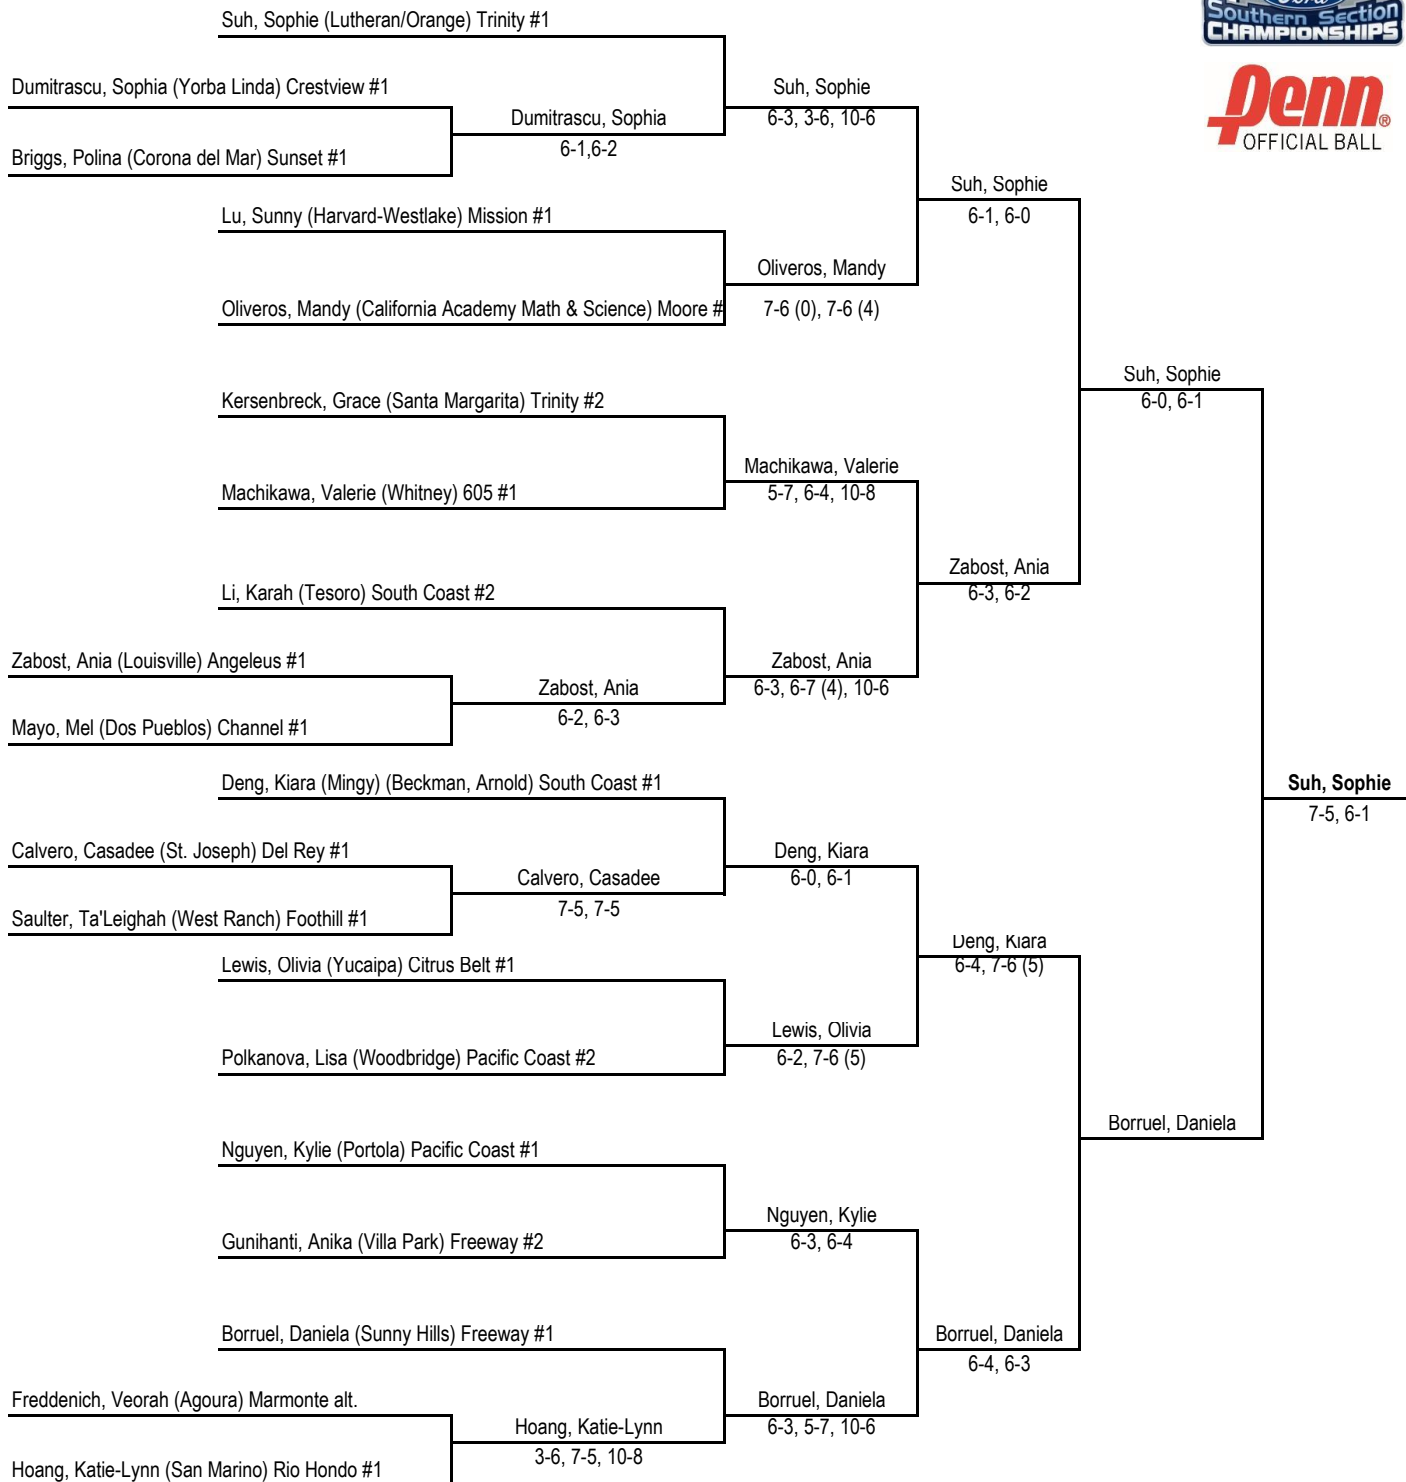 Suh, Sophie (Lutheran/Orange) Trinity #1
Southern Section
CHAMPIONSHIPS
Penn®
OFFICIAL BALL
Dumitrascu, Sophia (Yorba Linda) Crestview #1
Suh, Sophie
6-3, 3-6, 10-6
Dumitrascu, Sophia
6-1,6-2
Briggs, Polina (Corona del Mar) Sunset #1
Suh, Sophie
6-1, 6-0
Lu, Sunny (Harvard-Westlake) Mission #1
Oliveros, Mandy
7-6 (0), 7-6 (4)
Oliveros, Mandy (California Academy Math & Science) Moore #
Suh, Sophie
6-0, 6-1
Kersenbreck, Grace (Santa Margarita) Trinity #2
Machikawa, Valerie
5-7, 6-4, 10-8
Machikawa, Valerie (Whitney) 605 #1
Zabost, Ania
6-3, 6-2
Li, Karah (Tesoro) South Coast #2
Zabost, Ania (Louisville) Angeleus #1
Zabost, Ania
6-3, 6-7 (4), 10-6
Zabost, Ania
6-2, 6-3
Mayo, Mel (Dos Pueblos) Channel #1
Deng, Kiara (Mingy) (Beckman, Arnold) South Coast #1
Suh, Sophie
7-5, 6-1
Calvero, Casadee (St. Joseph) Del Rey #1
Deng, Kiara
6-0, 6-1
Calvero, Casadee
7-5, 7-5
Saulter, Ta'Leighah (West Ranch) Foothill #1
Deng, Kiara
6-4, 7-6 (5)
Lewis, Olivia (Yucaipa) Citrus Belt #1
Lewis, Olivia
6-2, 7-6 (5)
Polkanova, Lisa (Woodbridge) Pacific Coast #2
Borruel, Daniela
Nguyen, Kylie (Portola) Pacific Coast #1
Nguyen, Kylie
6-3, 6-4
Gunihanti, Anika (Villa Park) Freeway #2
Borruel, Daniela (Sunny Hills) Freeway #1
Borruel, Daniela
6-4, 6-3
Freddenich, Veorah (Agoura) Marmonte alt.
Borruel, Daniela
6-3, 5-7, 10-6
Hoang, Katie-Lynn
3-6, 7-5, 10-8
Hoang, Katie-Lynn (San Marino) Rio Hondo #1